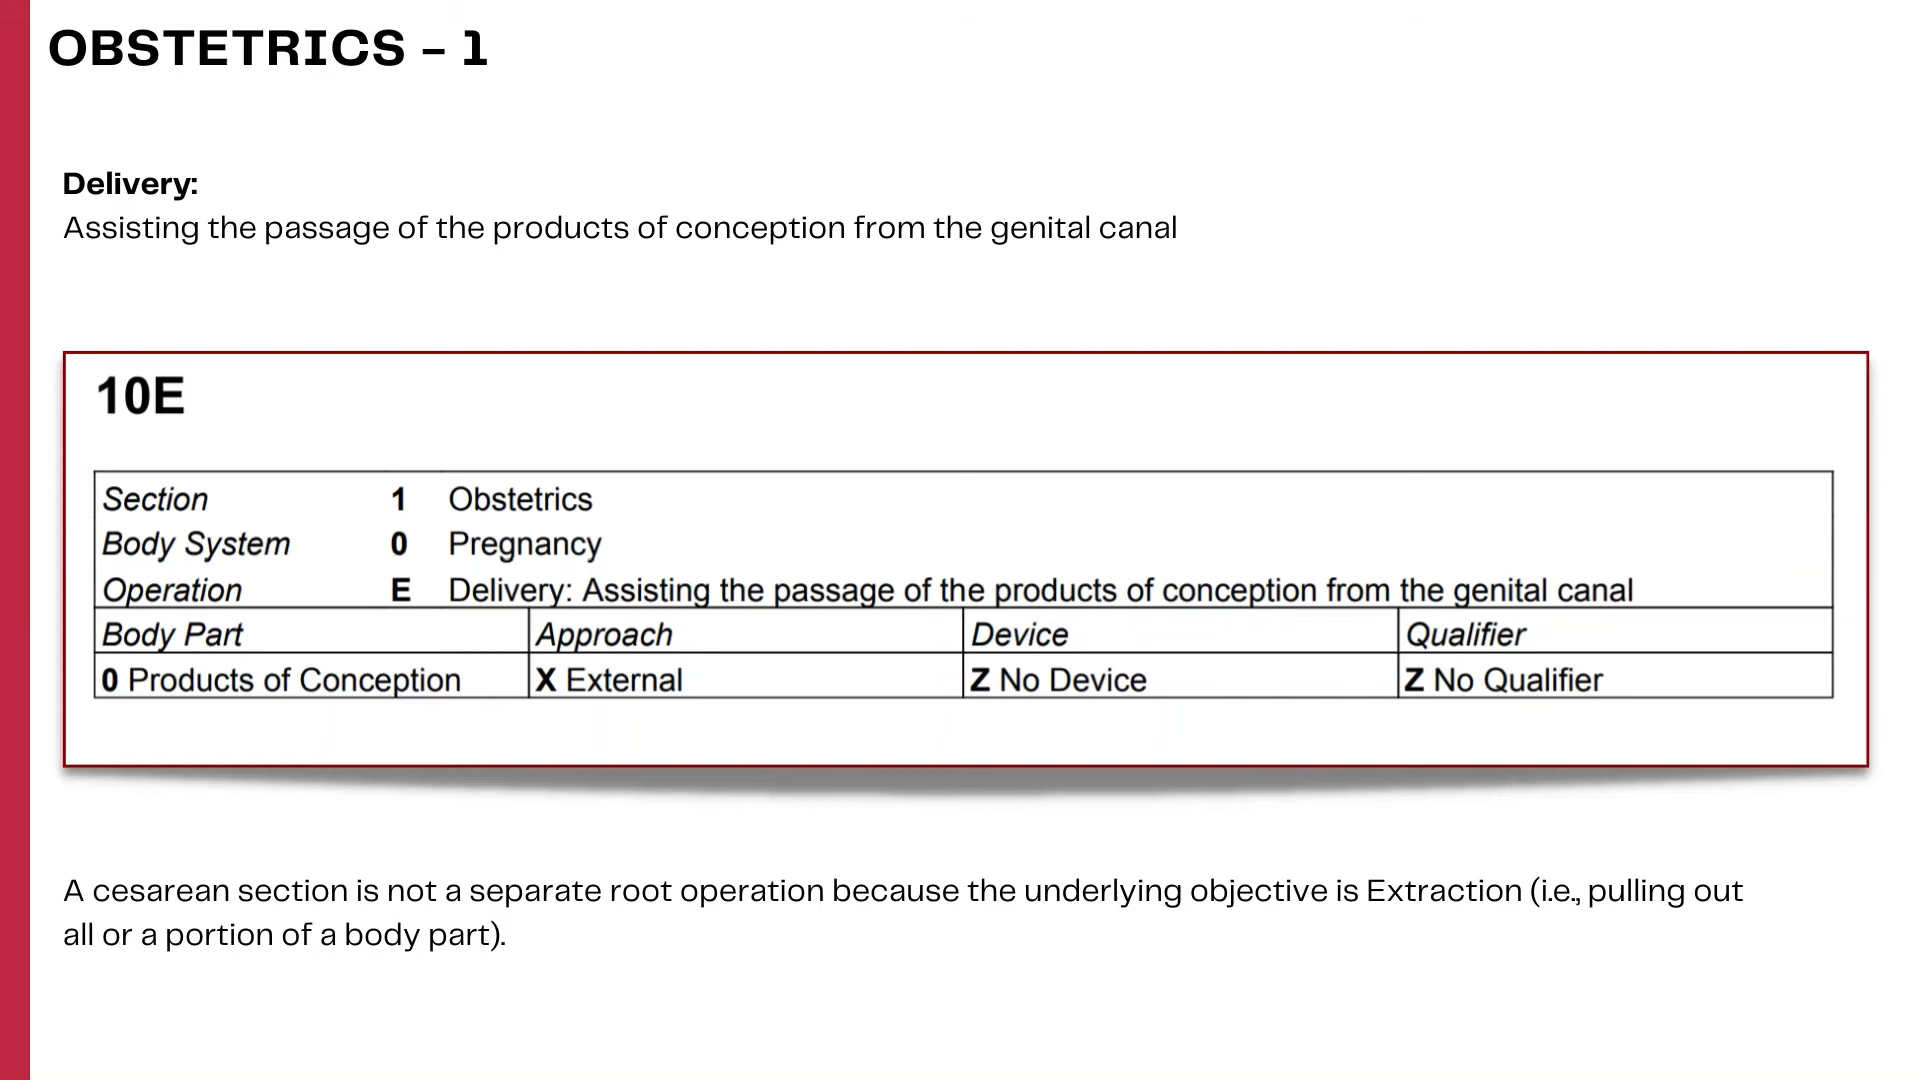 OBSTETRICS – 1
Delivery:
Assisting the passage of the products of conception from the genital canal
10E
Section 1 Obstetrics
Body System 0 Pregnancy
Operation E Delivery: Assisting the passage of the products of conception from the genital canal
Body Part Approach Device Qualifier
0 Products of Conception X External Z No Device Z No Qualifier
A cesarean section is not a separate root operation because the underlying objective is Extraction (i.e., pulling out
all or a portion of a body part).